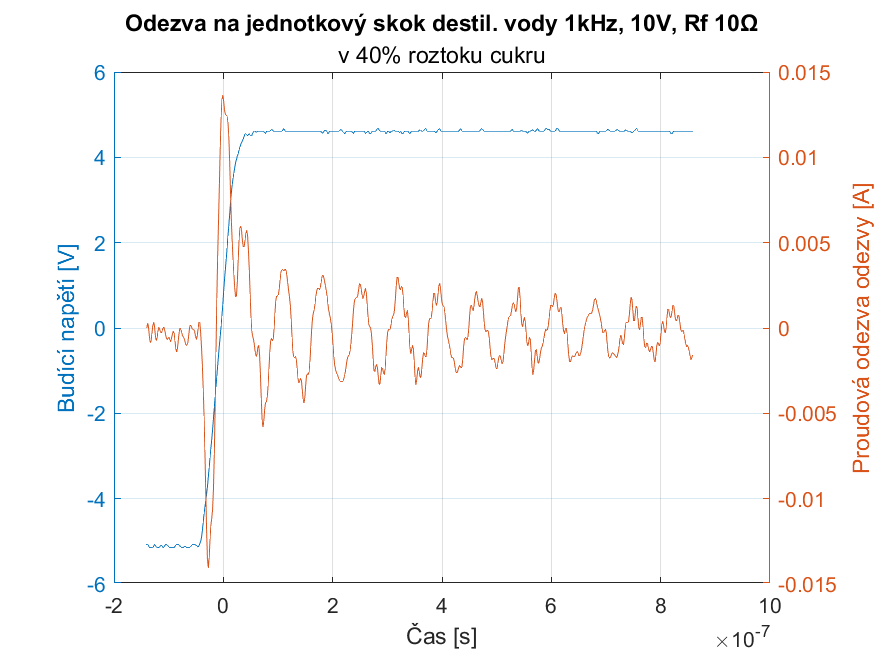 Odezva na jednotkový skok destil. vody 1kHz, 10V, Rf 10Ω
v 40% roztoku cukru
6
4
2
0
-2
-4
-6
Budící napětí [V]
0.015
0.01
0.005
0
-0.005
-0.01
-0.015
Proudová odezva odezvy [A]
-2 0 2 4 6 8 10
Čas [s]
×10-7